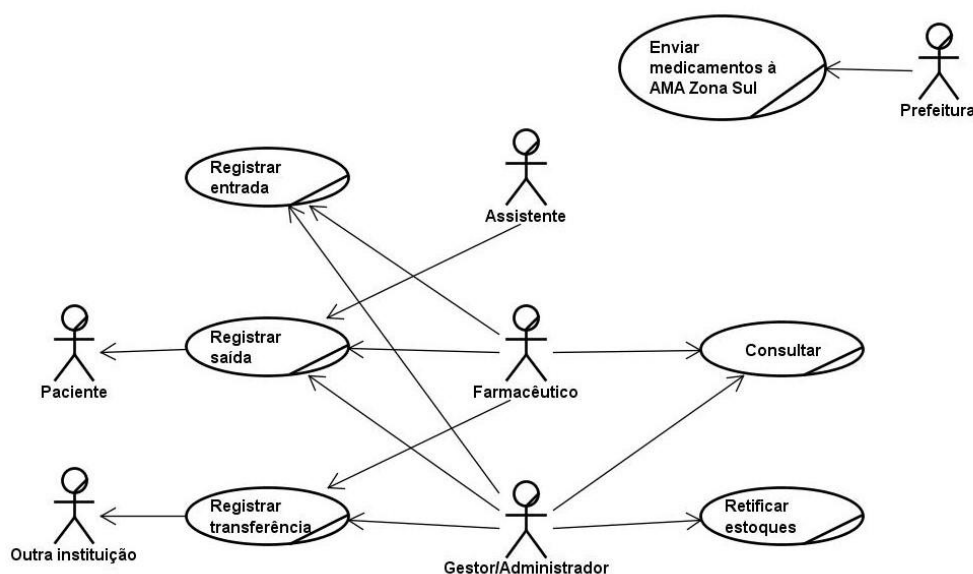 Enviar
medicamentos à
AMA Zona Sul
Prefeitura
Registrar
entrada
Assistente
Registrar
saída
Paciente
Farmacêutico
Consultar
Registrar
transferência
Outra instituição
Gestor/Administrador
Retificar
estoques